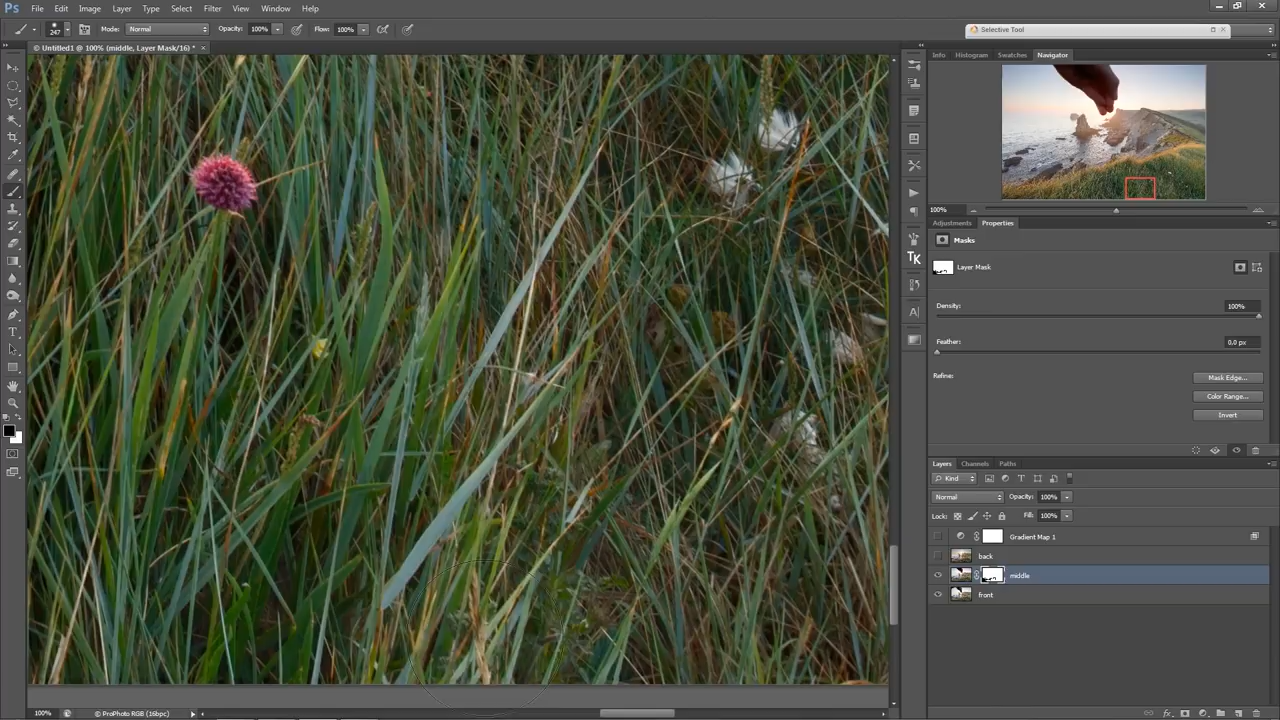 Ps File Edit Image Layer Type Select Filter View Window Help
247 Mode: Normal Opacity: 100% Flow: 100%
Selective Tool
© Untitled1 @ 100% (middle, Layer Mask/16) * ×
Info Histogram Swatches Navigator
100%
Adjustments Properties
Masks
Layer Mask
TK
Density: 100%
A
Feather: 0,0 px
Refine: Mask Edge...
Color Range...
Invert
Layers Channels Paths
Kind
T
Normal Opacity: 100%
Lock: Fill: 100%
Gradient Map 1
back
middle
front
fx
100% © ProPhoto RGB (16bpc)